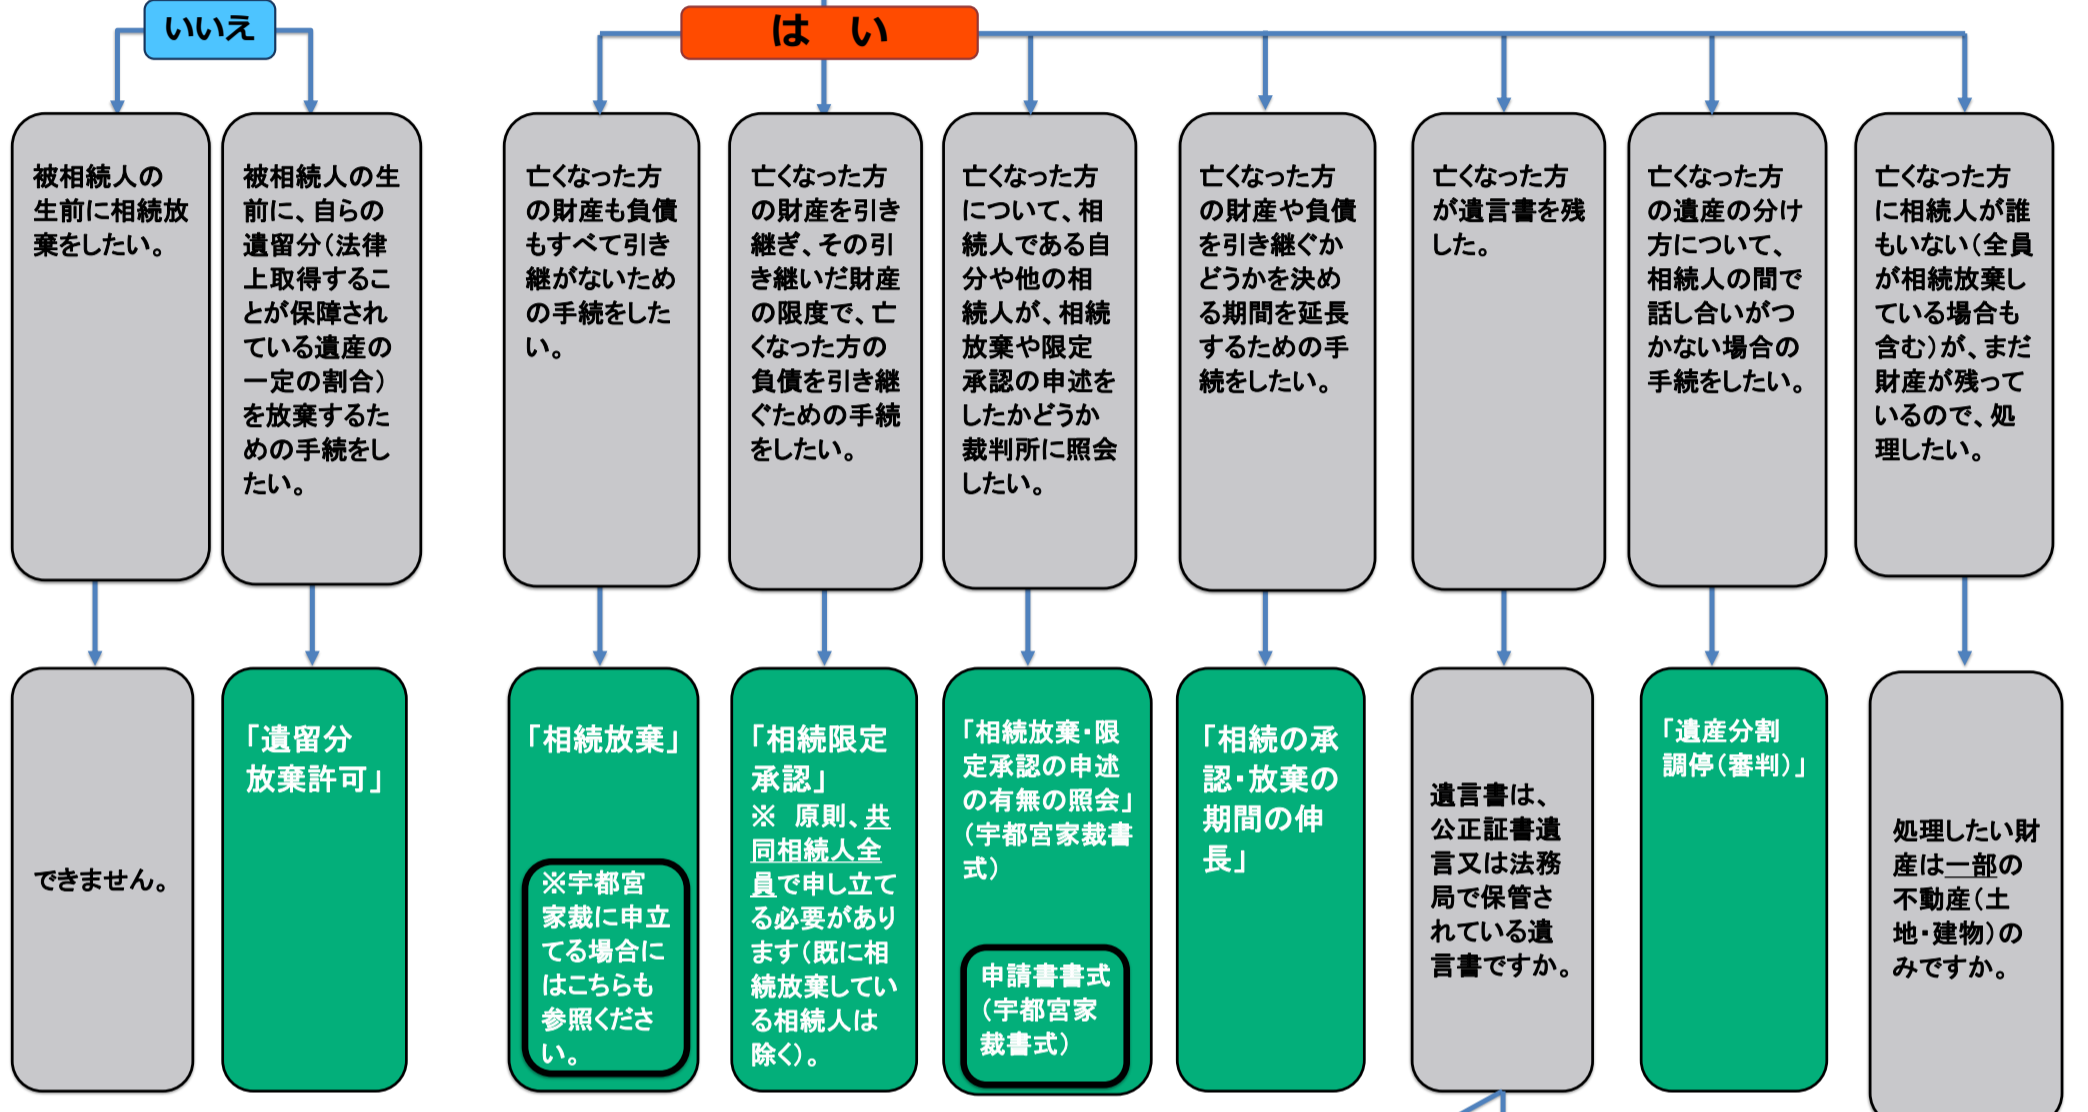 いいえ
は　い
被相続人の
生前に相続放
棄をしたい。
被相続人の生
前に、自らの
遺留分（法律
上取得するこ
とが保障され
ている遺産の
一定の割合）
を放棄するた
めの手続をし
たい。
亡くなった方
の財産も負債
もすべて引き
継がないため
の手続をした
い。
亡くなった方
の財産を引き
継ぎ、その引
き継いだ財産
の限度で、亡
くなった方の
負債を引き継
ぐための手続
をしたい。
亡くなった方
について、相
続人である自
分や他の相
続人が、相続
放棄や限定
承認の申述を
したかどうか
裁判所に照会
したい。
亡くなった方
の財産や負債
を引き継ぐか
どうかを決め
る期間を延長
するための手
続をしたい。
亡くなった方
が遺言書を残
した。
亡くなった方
の遺産の分け
方について、
相続人の間で
話し合いがつ
かない場合の
手続をしたい。
亡くなった方
に相続人が誰
もいない（全員
が相続放棄し
ている場合も
含む）が、まだ
財産が残って
いるので、処
理したい。
できません。
「遺留分
放棄許可」
「相続放棄」
※宇都宮
家裁に申立
てる場合に
はこちらも
参照くださ
い。
「相続限定
承認」
※　原則、共
同相続人全
員で申し立て
る必要があり
ます（既に相
続放棄してい
る相続人は
除く）。
「相続放棄・限
定承認の申述
の有無の照会」
（宇都宮家裁書
式）
申請書書式
（宇都宮家
裁書式）
「相続の承
認・放棄の
期間の伸
長」
遺言書は、
公正証書遺
言又は法務
局で保管さ
れている遺
言書ですか。
「遺産分割
調停（審判）」
処理したい財
産は一部の
不動産（土
地・建物）の
みですか。